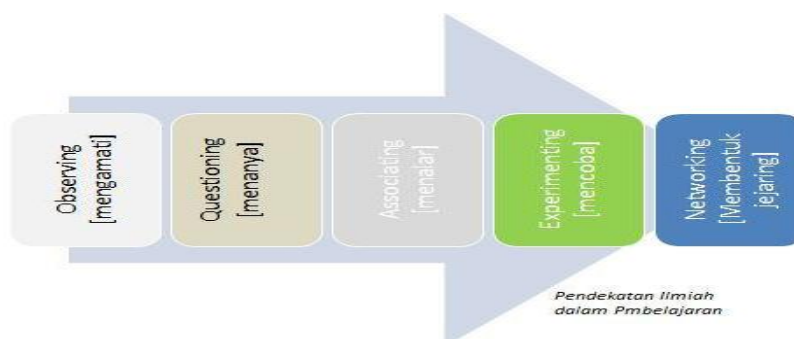 Observing
[mengamati]
Questioning
[menanya]
Associating
[menalar]
Experimenting
[mencoba]
Networking
[Membentuk
jejaring]
Pendekatan Ilmiah
dalam Pmbelajaran